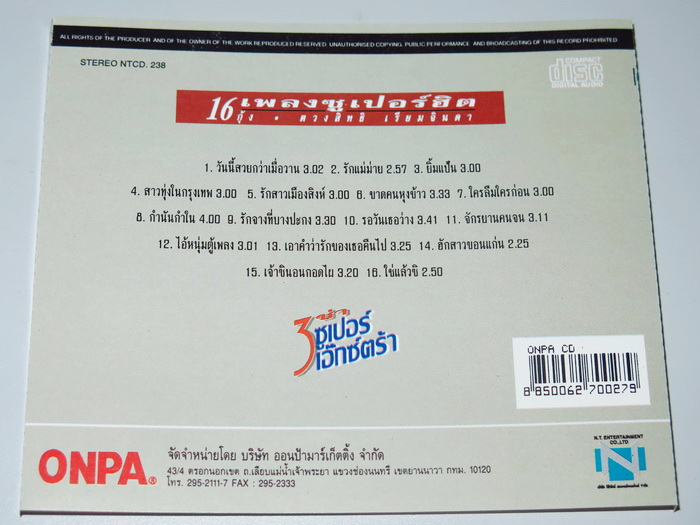 ALL RIGHTS OF THE PRODUCER AND OF THE OWNER OF THE WORK REPRODUCED RESERVED. UNAUTHORISED COPYING, PUBLIC PERFORMANCE AND BROADCASTING OF THIS RECORD PROHIBITED
STEREO NTCD. 238
COMPACT
disc
DIGITAL AUDIO
16 เพลงซูเปอร์ฮิต
กุ้ง • ตวงสิทธิ เรียมจินดา
1. วันนี้สวยกว่าเมื่อวาน 3.02 2. รักแม่ม่าย 2.57 3. ยิ้มแป้น 3.00
4. สาวทุ่งในกรุงเทพ 3.00 5. รักสาวเมืองสิงห์ 3.00 6. ขาดคนหุงข้าว 3.33 7. ใครลืมใครก่อน 3.00
8. กำนันกำใน 4.00 9. รักจางที่บางปะกง 3.30 10. รอวันเธอว่าง 3.41 11. จักรยานคนจน 3.11
12. ไอ้หนุ่มตู้เพลง 3.01 13. เอาคำว่ารักของเธอคืนไป 3.25 14. ฮักสาวขอนแก่น 2.25
15. เจ้าชินอนกอดไผ 3.20 16. ใช่แล้วชิ 2.50
3 ซูเปอร์
เอ็กซ์ตร้า
ONPA CD
8 850062 700279
ONPA®
จัดจำหน่ายโดย บริษัท ออนป้ามาร์เก็ตติ้ง จำกัด
43/4 ตรอกนอกเขต ถ.เลียบแม่น้ำเจ้าพระยา แขวงช่องนนทรี เขตยานนาวา กทม. 10120
โทร. 295-2111-7 FAX : 295-2333
N.T. ENTERTAINMENT
CO.,LTD
N